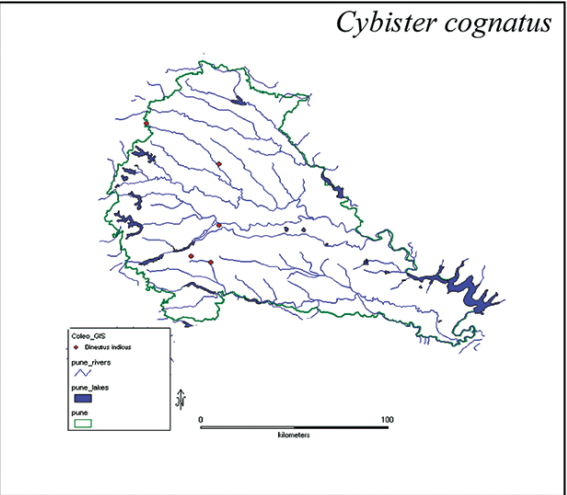 Cybister cognatus
Coleo_GIS
Dineutus indicus
pune_rivers
pune_lakes
pune
0 100
kilometers